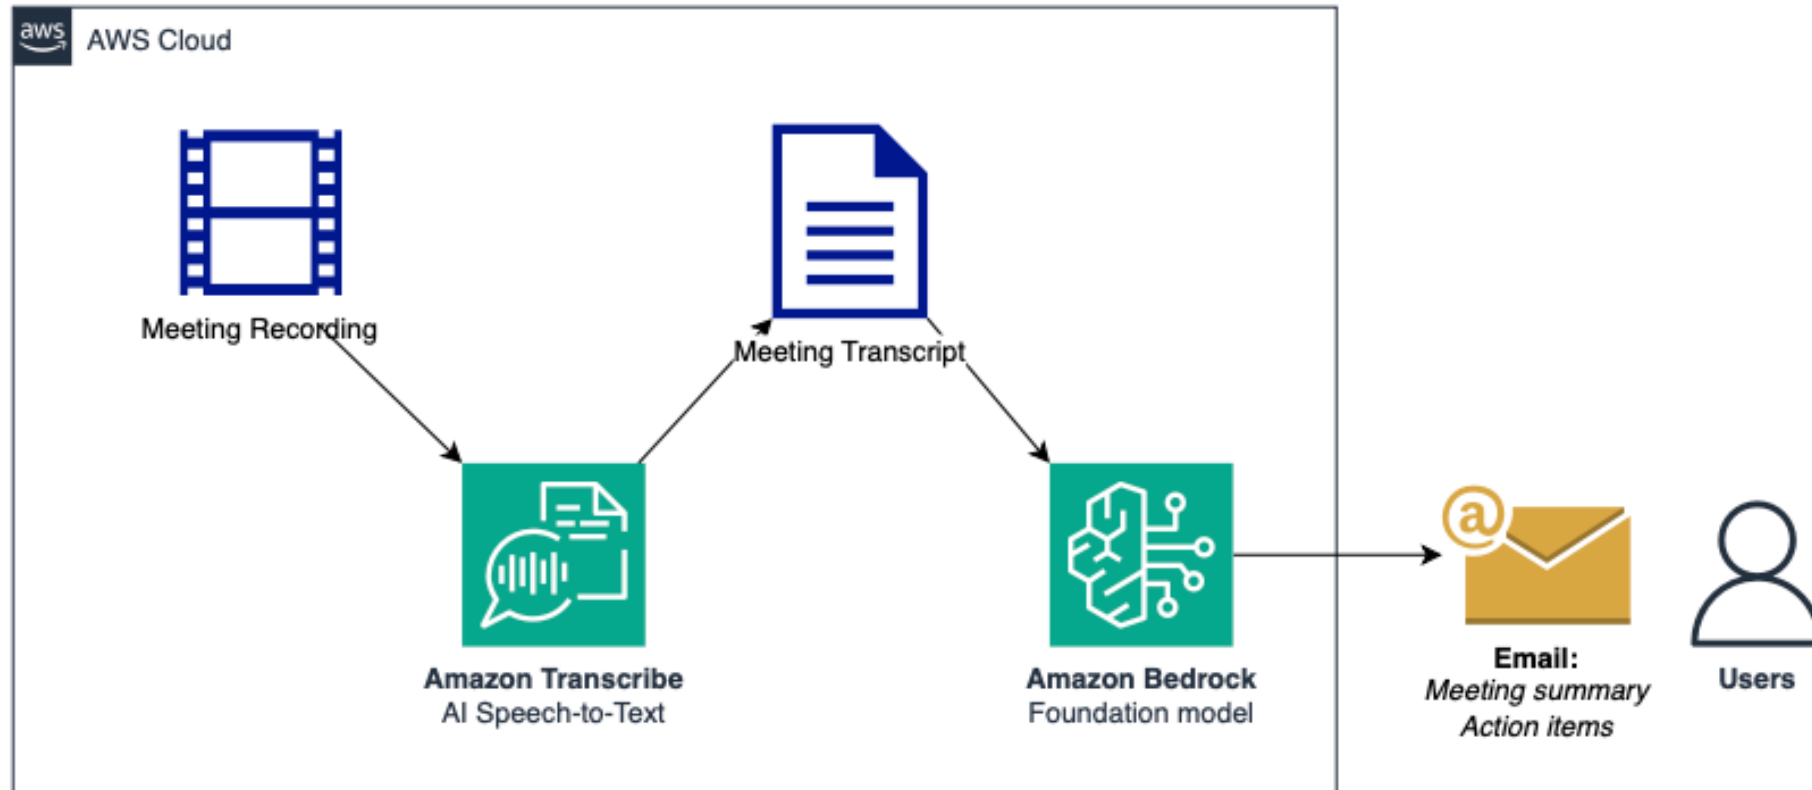 aws
AWS Cloud
Meeting Recording
Meeting Transcript
Amazon Transcribe
AI Speech-to-Text
Amazon Bedrock
Foundation model
@
Email:
Meeting summary
Action items
Users